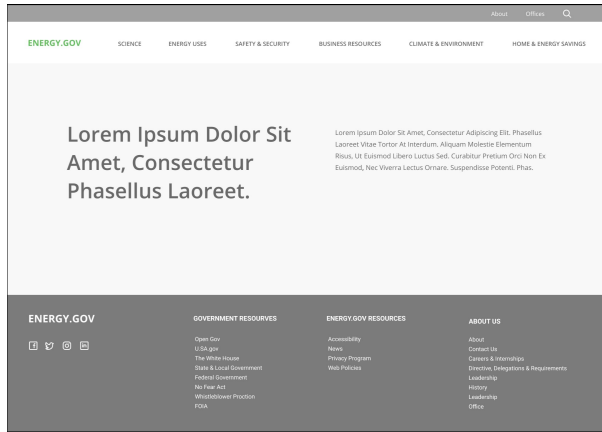 About Offices
ENERGY.GOV SCIENCE ENERGY USES SAFETY & SECURITY BUSINESS RESOURCES CLIMATE & ENVIRONMENT HOME & ENERGY SAVINGS
Lorem Ipsum Dolor Sit
Amet, Consectetur
Phasellus Laoreet.
Lorem Ipsum Dolor Sit Amet, Consectetur Adipiscing Elit. Phasellus
Laoreet Vitae Tortor At Interdum. Aliquam Molestie Elementum
Risus, Ut Euismod Libero Luctus Sed. Curabitur Pretium Orci Non Ex
Euismod, Nec Viverra Lectus Ornare. Suspendisse Potenti. Phas.
ENERGY.GOV
GOVERNMENT RESOURVES
Open Gov
U.SA.gov
The White House
State & Local Government
Federal Government
No Fear Act
Whistleblower Proction
FOIA
ENERGY.GOV RESOURCES
Accessibility
News
Privacy Program
Web Policies
ABOUT US
About
Contact Us
Careers & Internships
Directive, Delegations & Requirements
Leadership
History
Leadership
Office